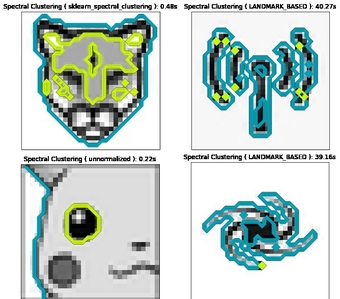 Spectral Clustering ( sklearn_spectral_clustering ): 0.48s
Spectral Clustering ( LANDMARK_BASED ): 40.27s
Spectral Clustering ( unnormalized ): 0.22s
Spectral Clustering ( LANDMARK_BASED ): 39.16s